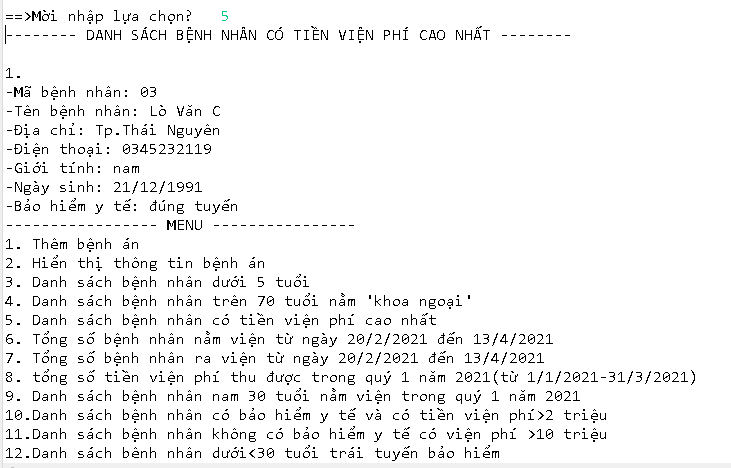 ==>Mời nhập lựa chọn? 5
-------- DANH SÁCH BỆNH NHÂN CÓ TIỀN VIỆN PHÍ CAO NHẤT --------
1.
-Mã bệnh nhân: 03
-Tên bệnh nhân: Lò Văn C
-Địa chỉ: Tp.Thái Nguyên
-Điện thoại: 0345232119
-Giới tính: nam
-Ngày sinh: 21/12/1991
-Bảo hiểm y tế: đúng tuyến
----------------- MENU ----------------
1. Thêm bệnh án
2. Hiển thị thông tin bệnh án
3. Danh sách bệnh nhân dưới 5 tuổi
4. Danh sách bệnh nhân trên 70 tuổi nằm 'khoa ngoại'
5. Danh sách bệnh nhân có tiền viện phí cao nhất
6. Tổng số bệnh nhân nằm viện từ ngày 20/2/2021 đến 13/4/2021
7. Tổng số bệnh nhân ra viện từ ngày 20/2/2021 đến 13/4/2021
8. tổng số tiền viện phí thu được trong quý 1 năm 2021(từ 1/1/2021-31/3/2021)
9. Danh sách bệnh nhân nam 30 tuổi nằm viện trong quý 1 năm 2021
10.Danh sách bệnh nhân có bảo hiểm y tế và có tiền viện phí>2 triệu
11.Danh sách bệnh nhân không có bảo hiểm y tế có viện phí >10 triệu
12.Danh sách bênh nhân dưới<30 tuổi trái tuyến bảo hiểm